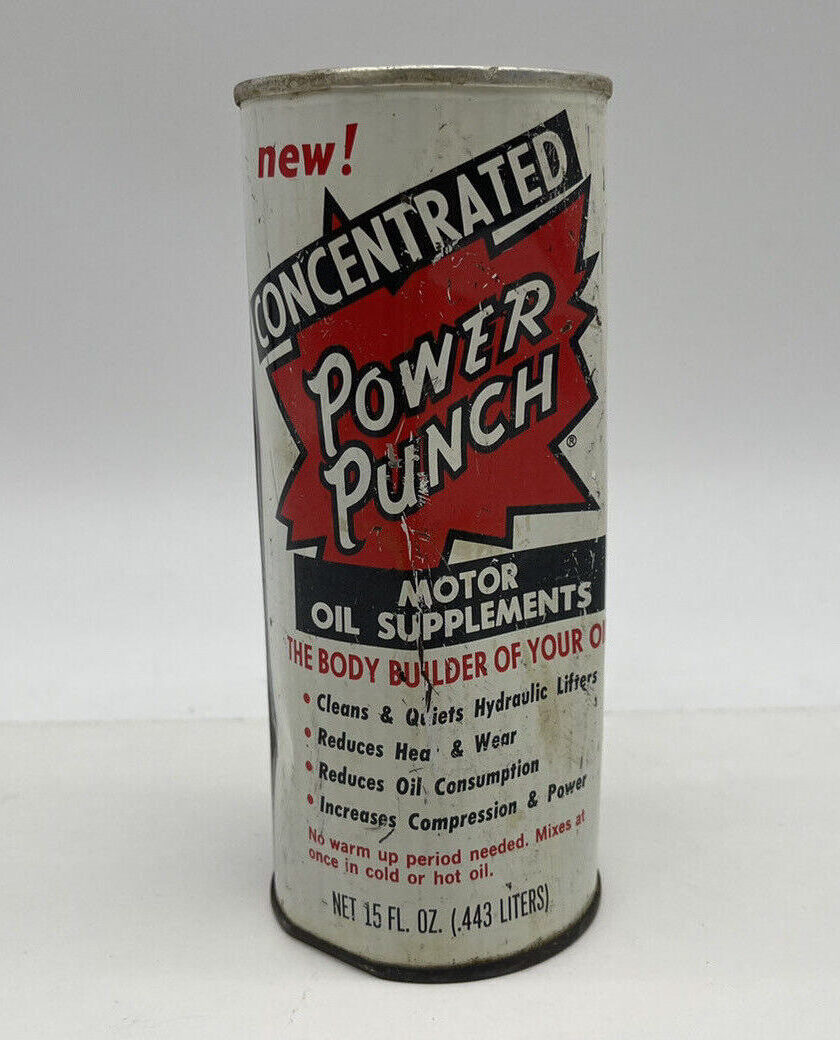 new!
CONCENTRATED
POWER
PUNCH
®
MOTOR
OIL SUPPLEMENTS
THE BODY BUILDER OF YOUR OI
• Cleans & Quiets Hydraulic Lifters
• Reduces Hea & Wear
• Reduces Oil Consumption
• Increases Compression & Power
No warm up period needed. Mixes at
once in cold or hot oil.
NET 15 FL. OZ. (.443 LITERS)